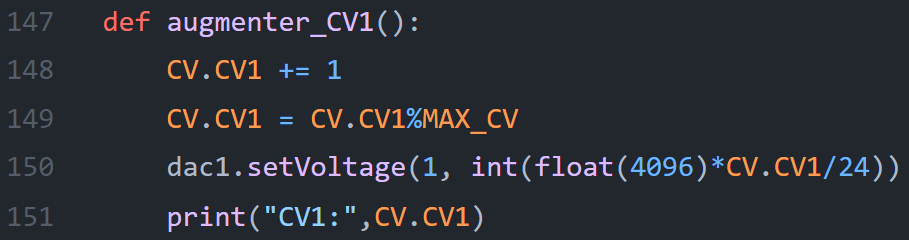 147 def augmenter_CV1():
148 CV.CV1 += 1
149 CV.CV1 = CV.CV1%MAX_CV
150 dac1.setVoltage(1, int(float(4096)*CV.CV1/24))
151 print("CV1:",CV.CV1)